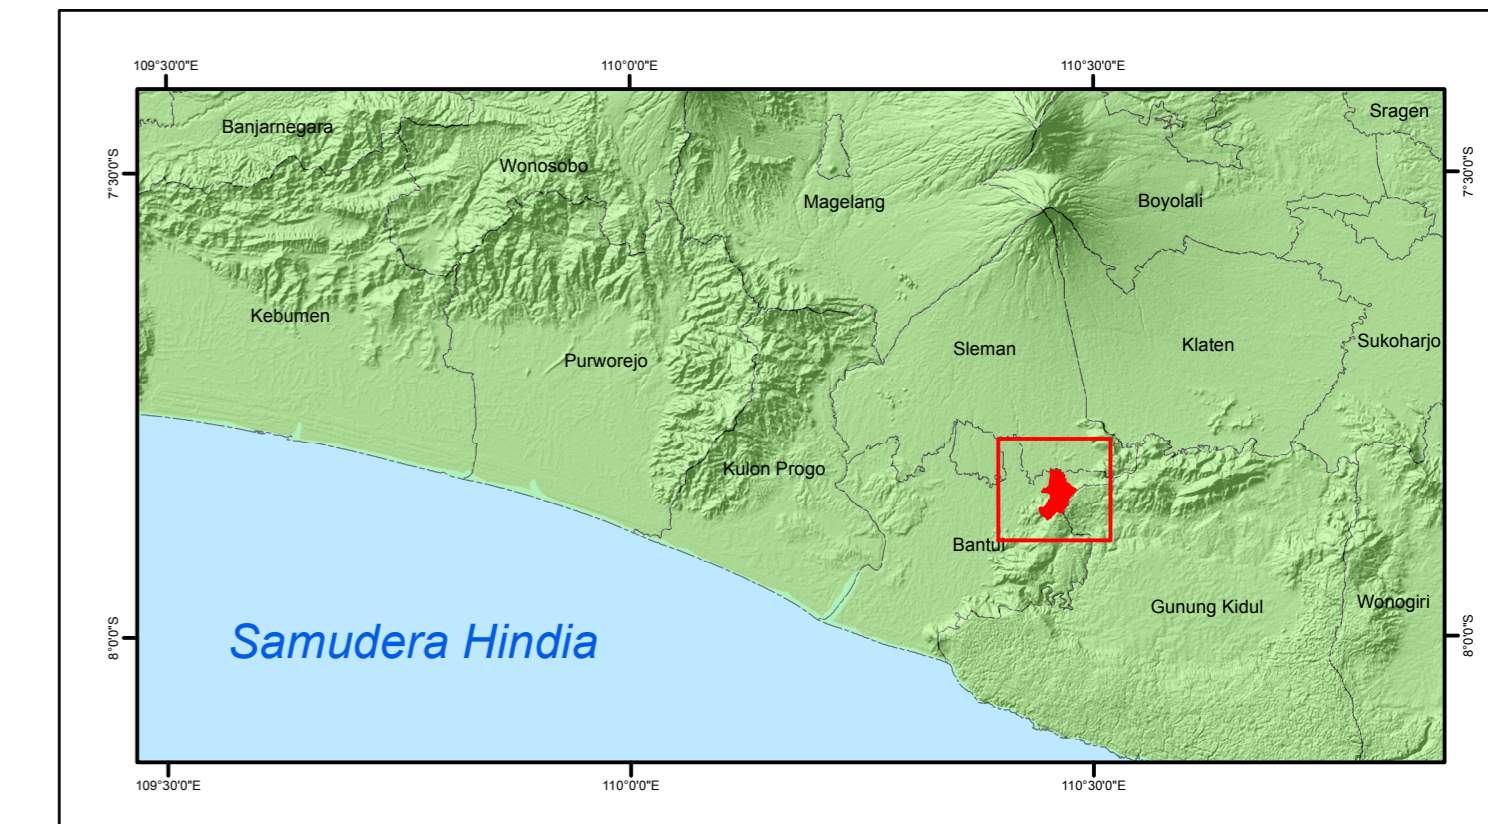 109°30'0"E 110°0'0"E 110°30'0"E
Sragen
Banjarnegara
Wonosobo
7°30'0"S 7°30'0"S
Magelang Boyolali
Kebumen
Purworejo Sleman Klaten Sukoharjo
Kulon Progo
Bantul
Gunung Kidul Wonogiri
Samudera Hindia
8°0'0"S 8°0'0"S
109°30'0"E 110°0'0"E 110°30'0"E